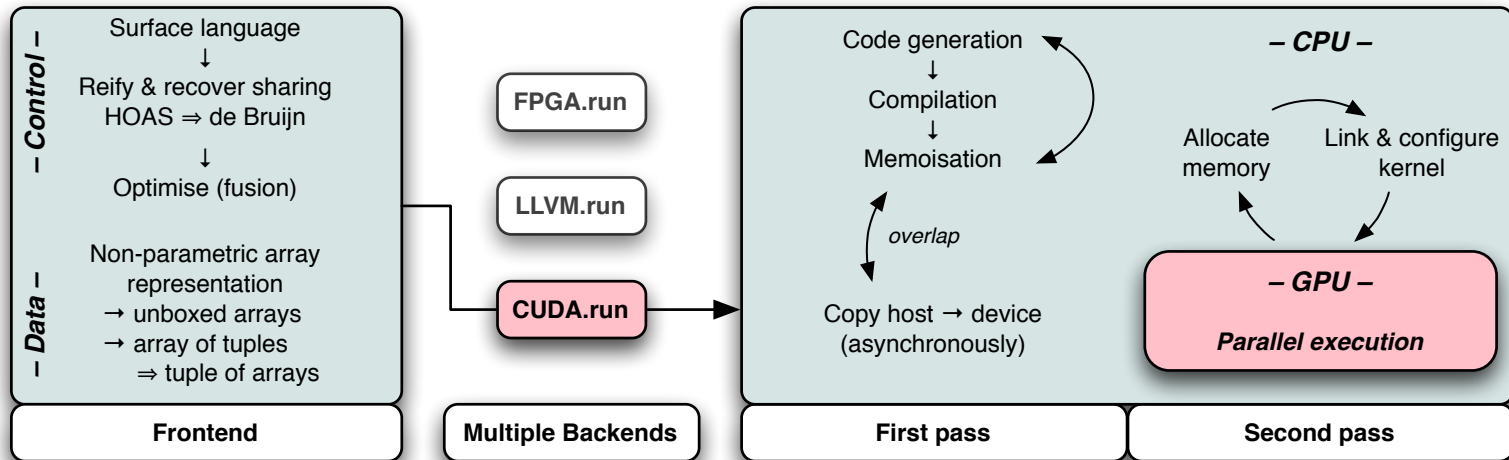 – Control –
Surface language
↓
Reify & recover sharing
HOAS ⇒ de Bruijn
↓
Optimise (fusion)
– Data –
Non-parametric array
representation
→ unboxed arrays
→ array of tuples
⇒ tuple of arrays
Frontend
FPGA.run
LLVM.run
CUDA.run
Multiple Backends
Code generation
↓
Compilation
↓
Memoisation
overlap
Copy host → device
(asynchronously)
First pass
– CPU –
Allocate
memory
Link & configure
kernel
– GPU –
Parallel execution
Second pass